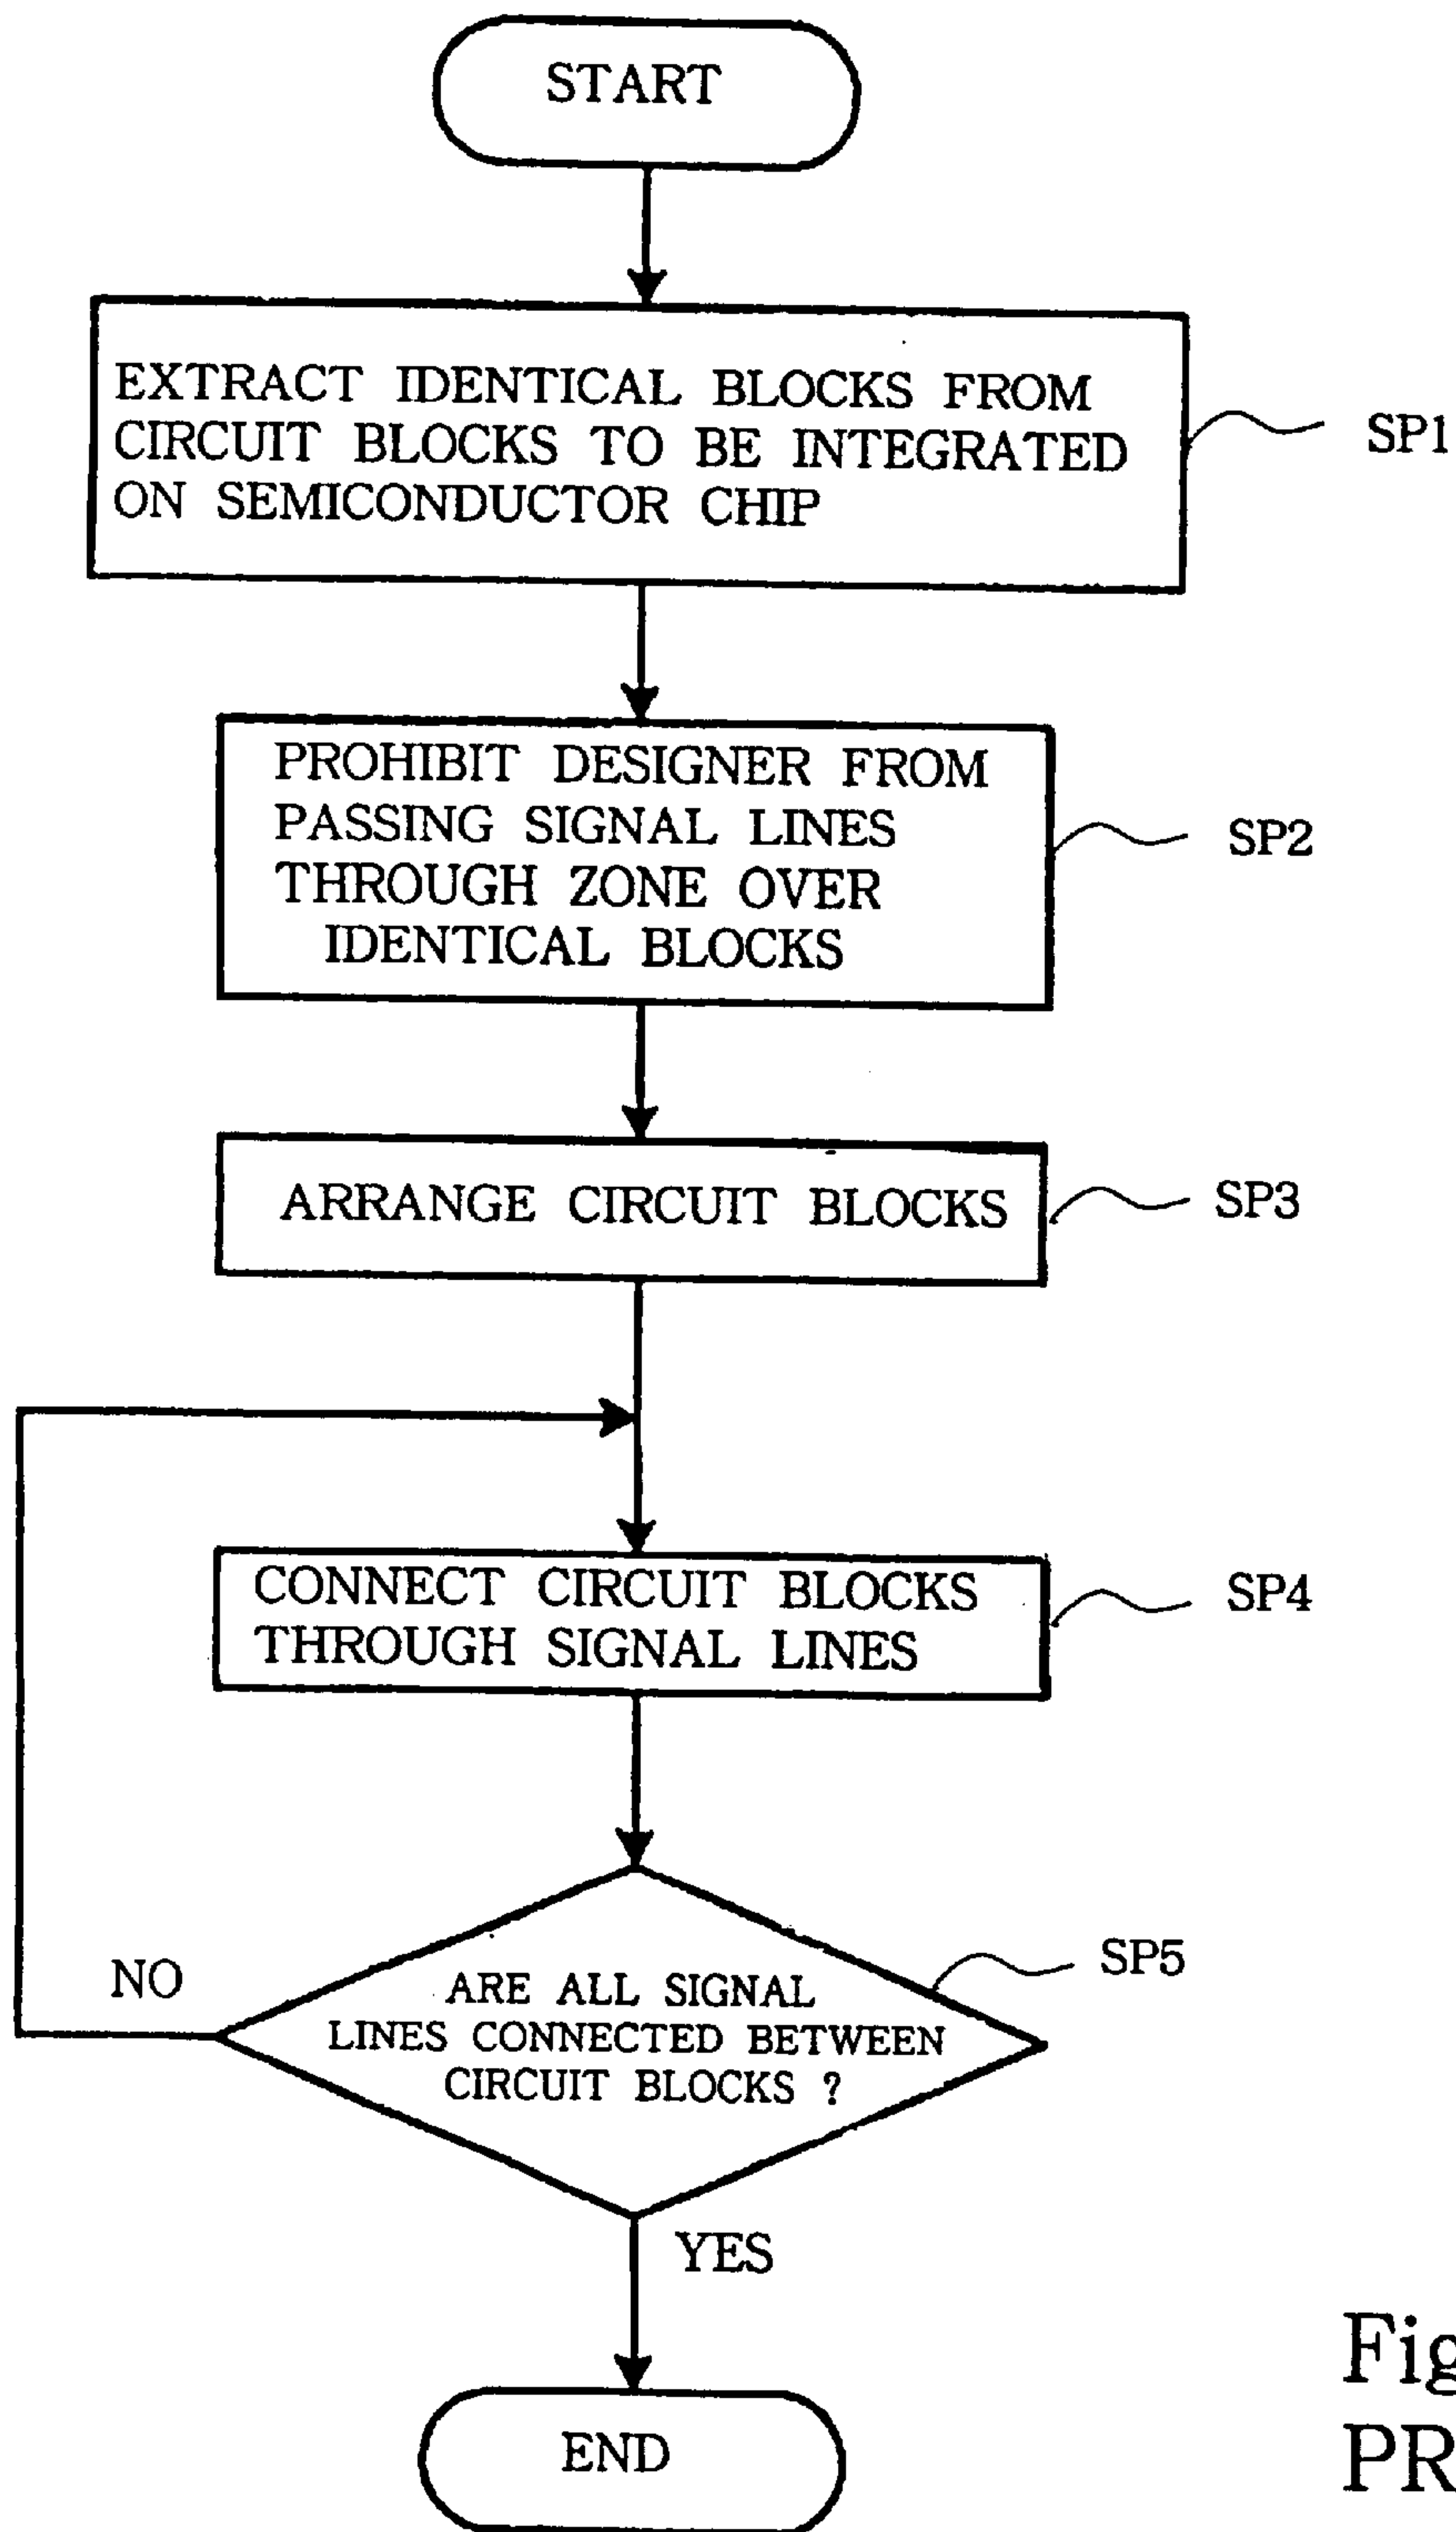 START
EXTRACT IDENTICAL BLOCKS FROM
CIRCUIT BLOCKS TO BE INTEGRATED
ON SEMICONDUCTOR CHIP
SP1
PROHIBIT DESIGNER FROM
PASSING SIGNAL LINES
THROUGH ZONE OVER
IDENTICAL BLOCKS
SP2
ARRANGE CIRCUIT BLOCKS
SP3
CONNECT CIRCUIT BLOCKS
THROUGH SIGNAL LINES
SP4
NO
ARE ALL SIGNAL
LINES CONNECTED BETWEEN
CIRCUIT BLOCKS ?
SP5
YES
END
Fig
PR